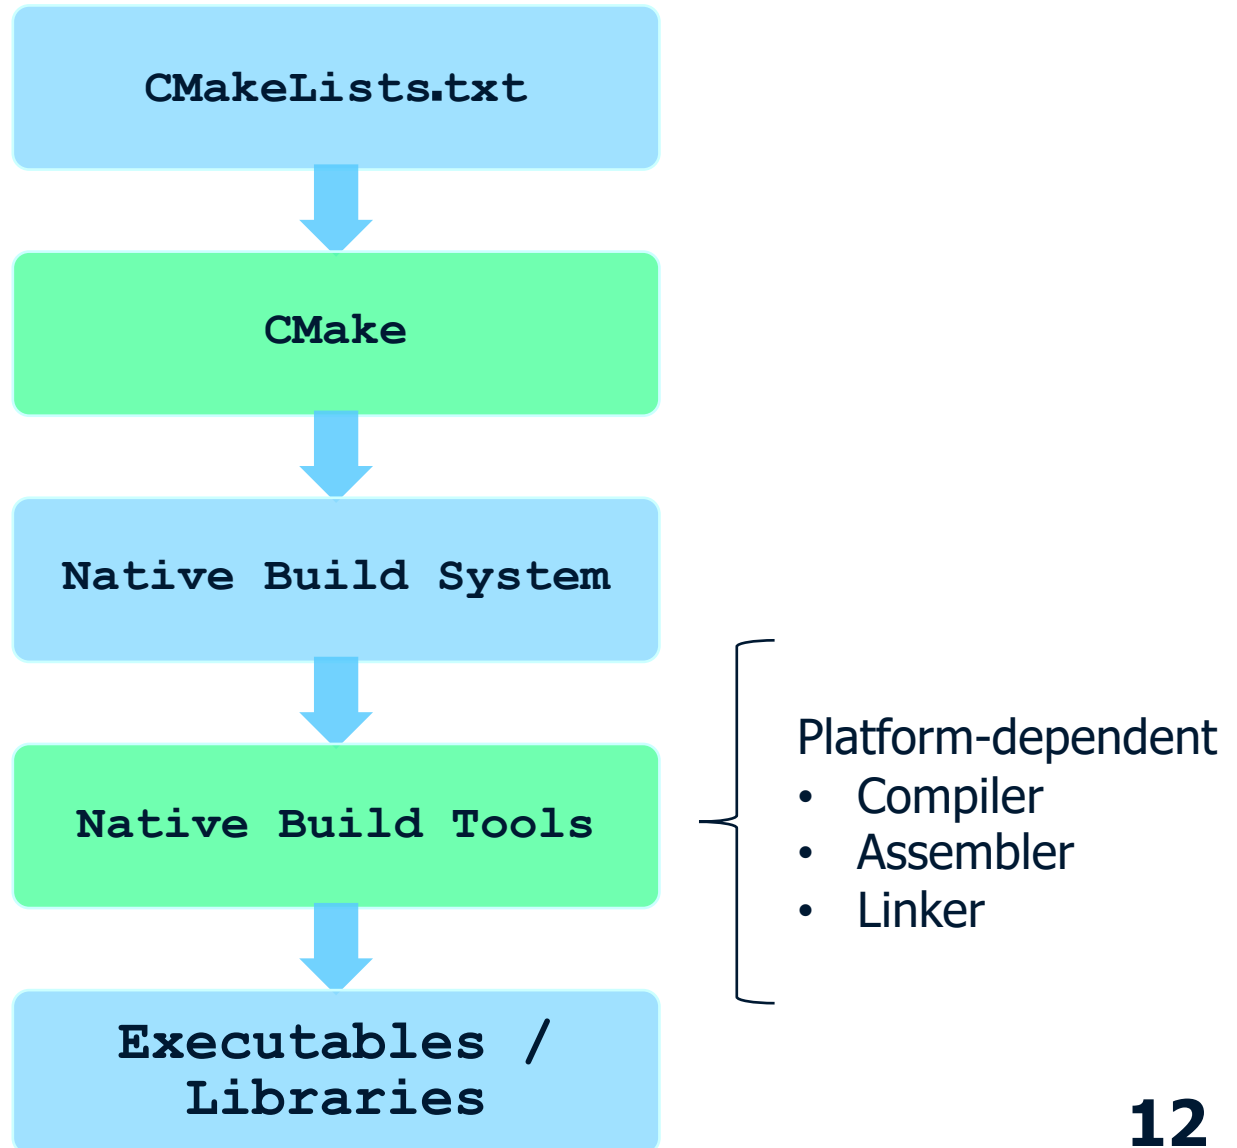 CMakeLists.txt
CMake
Native Build System
Native Build Tools
Platform-dependent
• Compiler
• Assembler
• Linker
Executables /
Libraries
12